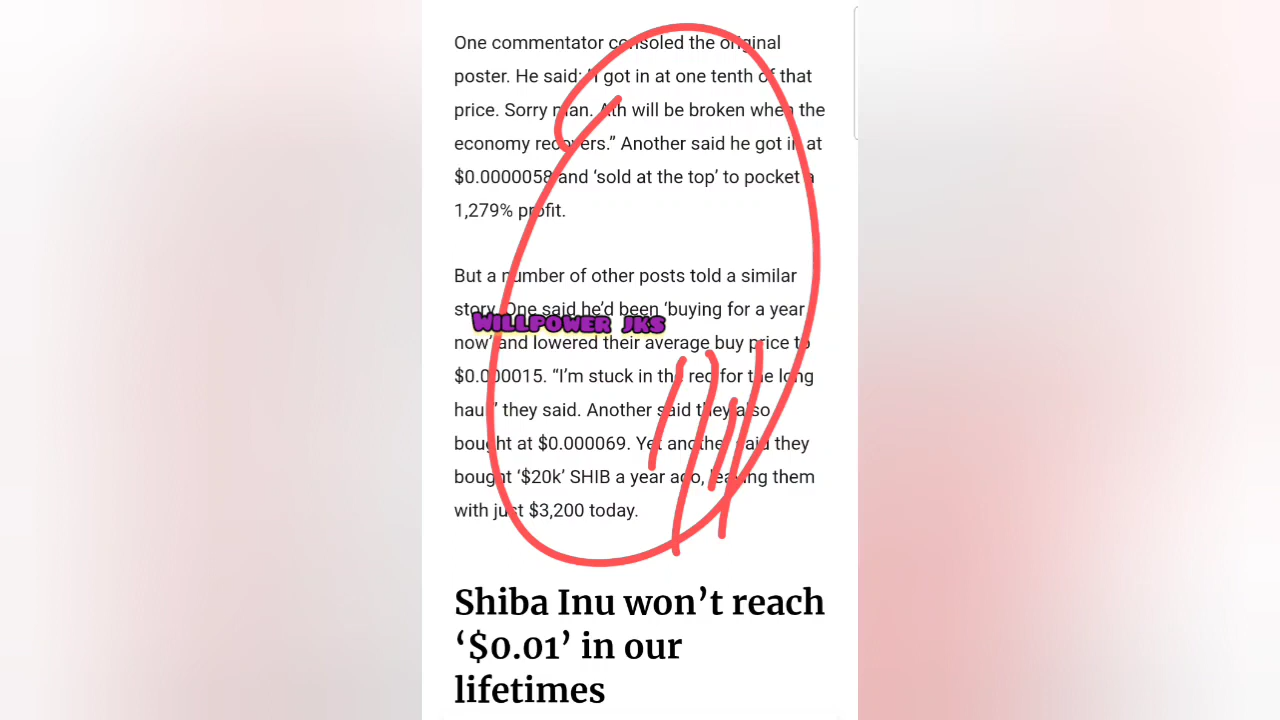 One commentator consoled the original
poster. He said: “I got in at one tenth of that
price. Sorry man. Ath will be broken when the
economy recovers.” Another said he got in at
$0.0000058 and ‘sold at the top’ to pocket a
1,279% profit.
But a number of other posts told a similar
story. One said he’d been ‘buying for a year
WILLPOWER JKS
now’ and lowered their average buy price to
$0.000015. “I’m stuck in the red for the long
haul” they said. Another said they also
bought at $0.000069. Yet another said they
bought ‘$20k’ SHIB a year ago, leaving them
with just $3,200 today.
Shiba Inu won’t reach
‘$0.01’ in our
lifetimes